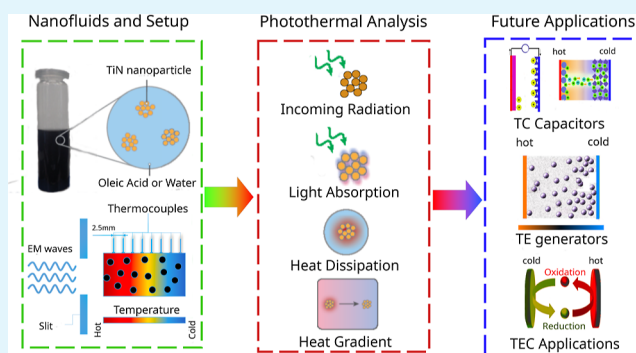 Nanofluids and Setup
TiN nanoparticle
Oleic Acid or Water
Thermocouples
2.5mm
EM waves
Slit
Hot
Temperature
Cold
Photothermal Analysis
Incoming Radiation
Light Absorption
Heat Dissipation
Heat Gradient
Future Applications
hot
cold
TC Capacitors
hot
cold
TE generators
cold
hot
Oxidation
Reduction
TEC Applications